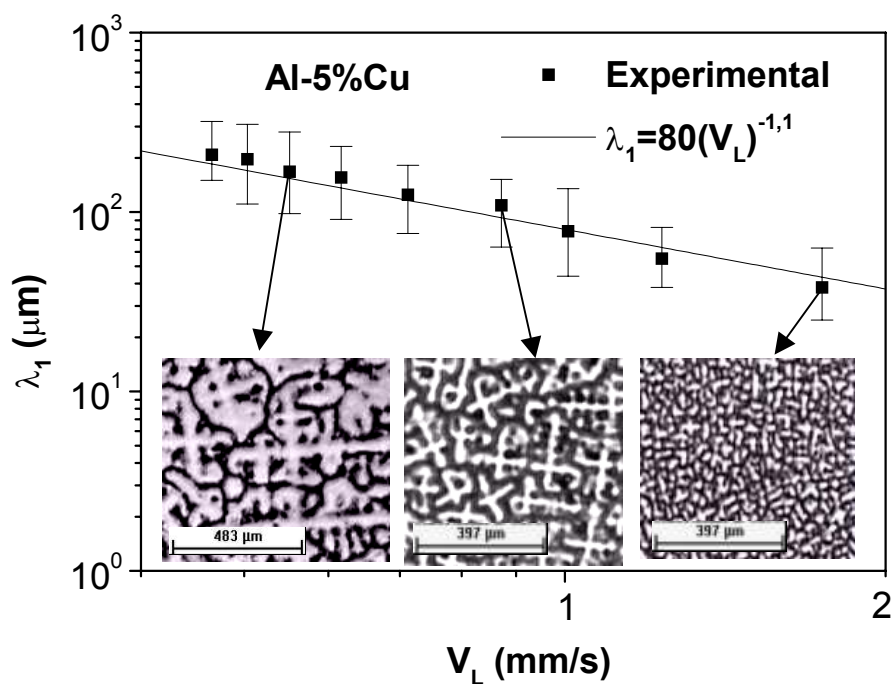 10³
Al-5%Cu
Experimental
λ₁=80(V_L)^-1,1
10²
λ₁ (μm)
10¹
483 μm
397 μm
397 μm
10⁰
1
2
V_L (mm/s)